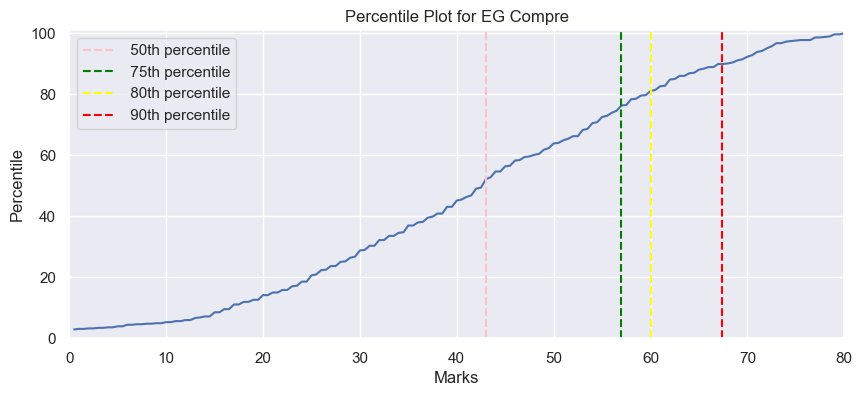 Percentile Plot for EG Compre
50th percentile
75th percentile
80th percentile
90th percentile
Percentile
100
80
60
40
20
0
0 10 20 30 40 50 60 70 80
Marks